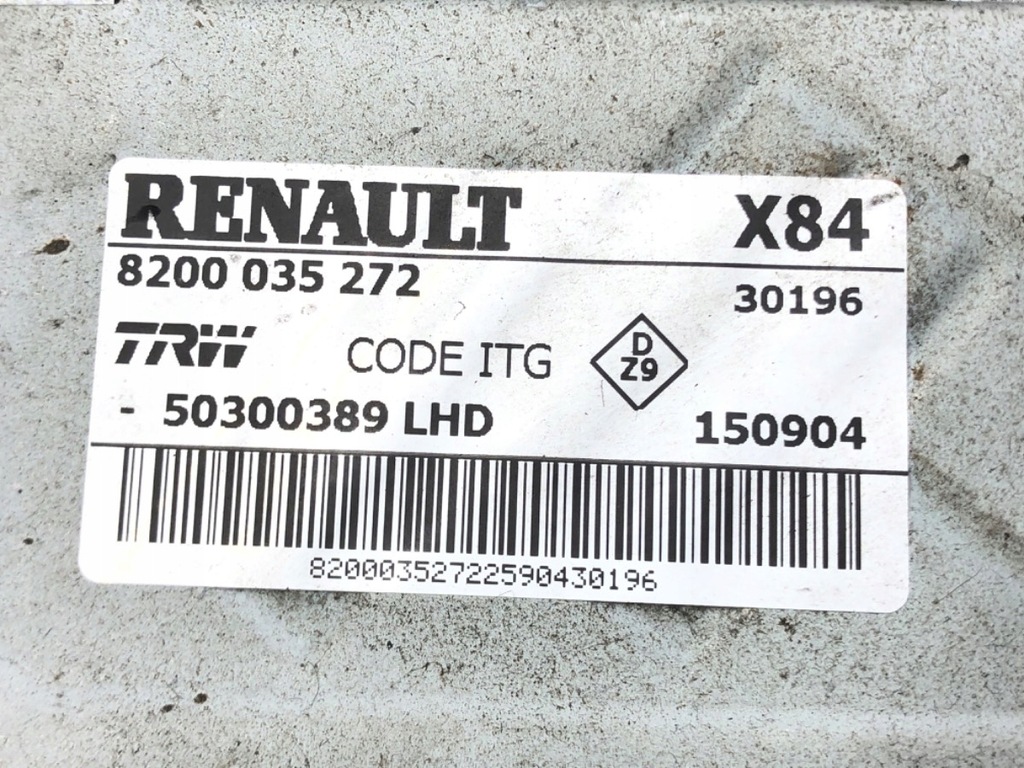 RENAULT X84
8200 035 272 30196
TRW CODE ITG D Z9
- 50300389 LHD 150904
82000352722590430196